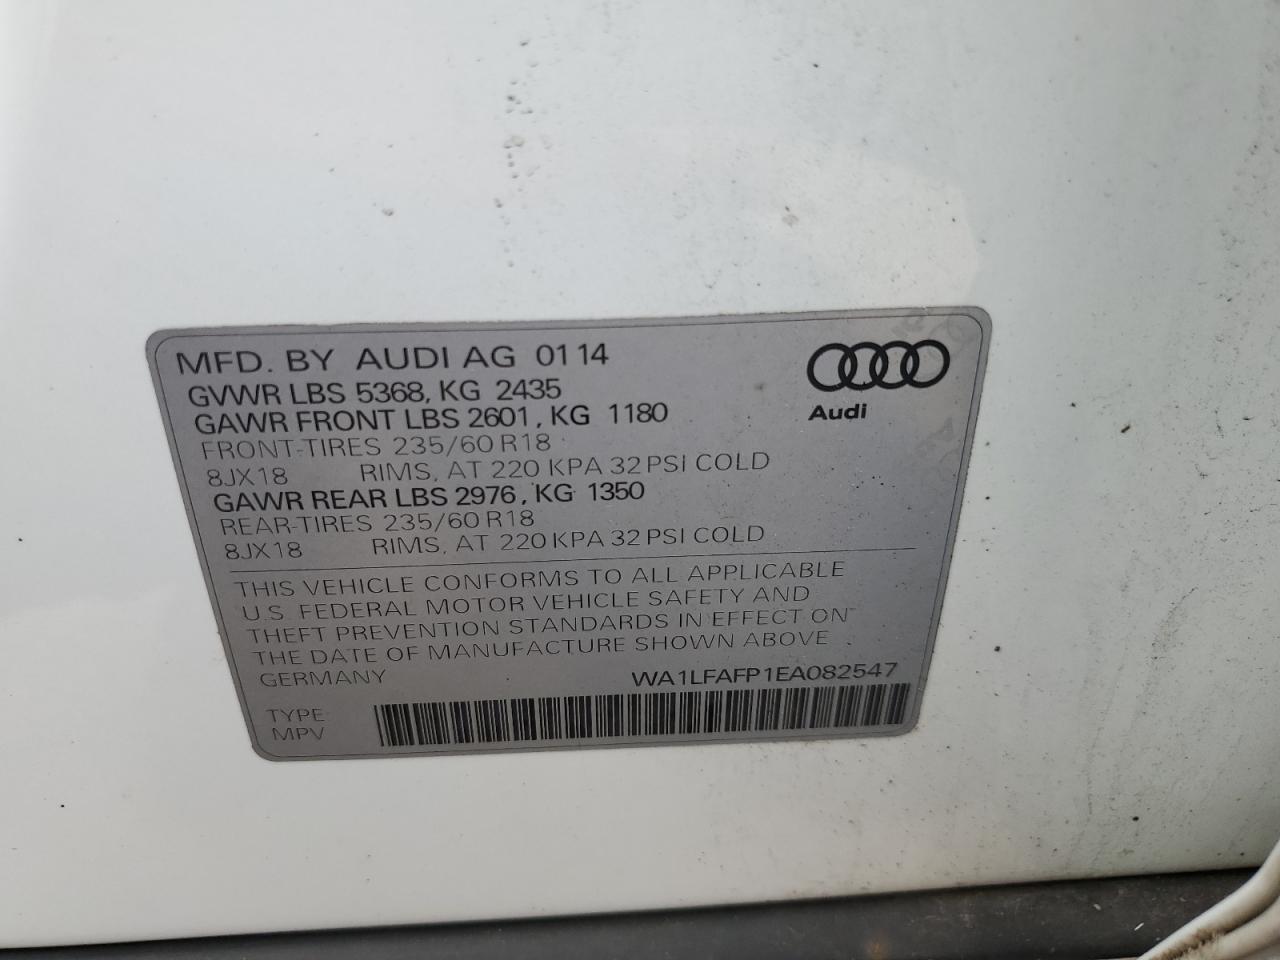 MFD. BY AUDI AG 01 14
GVWR LBS 5368, KG 2435
GAWR FRONT LBS 2601, KG 1180
FRONT-TIRES 235/60 R18
8JX18 RIMS, AT 220 KPA 32 PSI COLD
GAWR REAR LBS 2976, KG 1350
REAR-TIRES 235/60 R18
8JX18 RIMS, AT 220 KPA 32 PSI COLD
Audi
THIS VEHICLE CONFORMS TO ALL APPLICABLE
U.S. FEDERAL MOTOR VEHICLE SAFETY AND
THEFT PREVENTION STANDARDS IN EFFECT ON
THE DATE OF MANUFACTURE SHOWN ABOVE
GERMANY WA1LFAFP1EA082547
TYPE
MPV